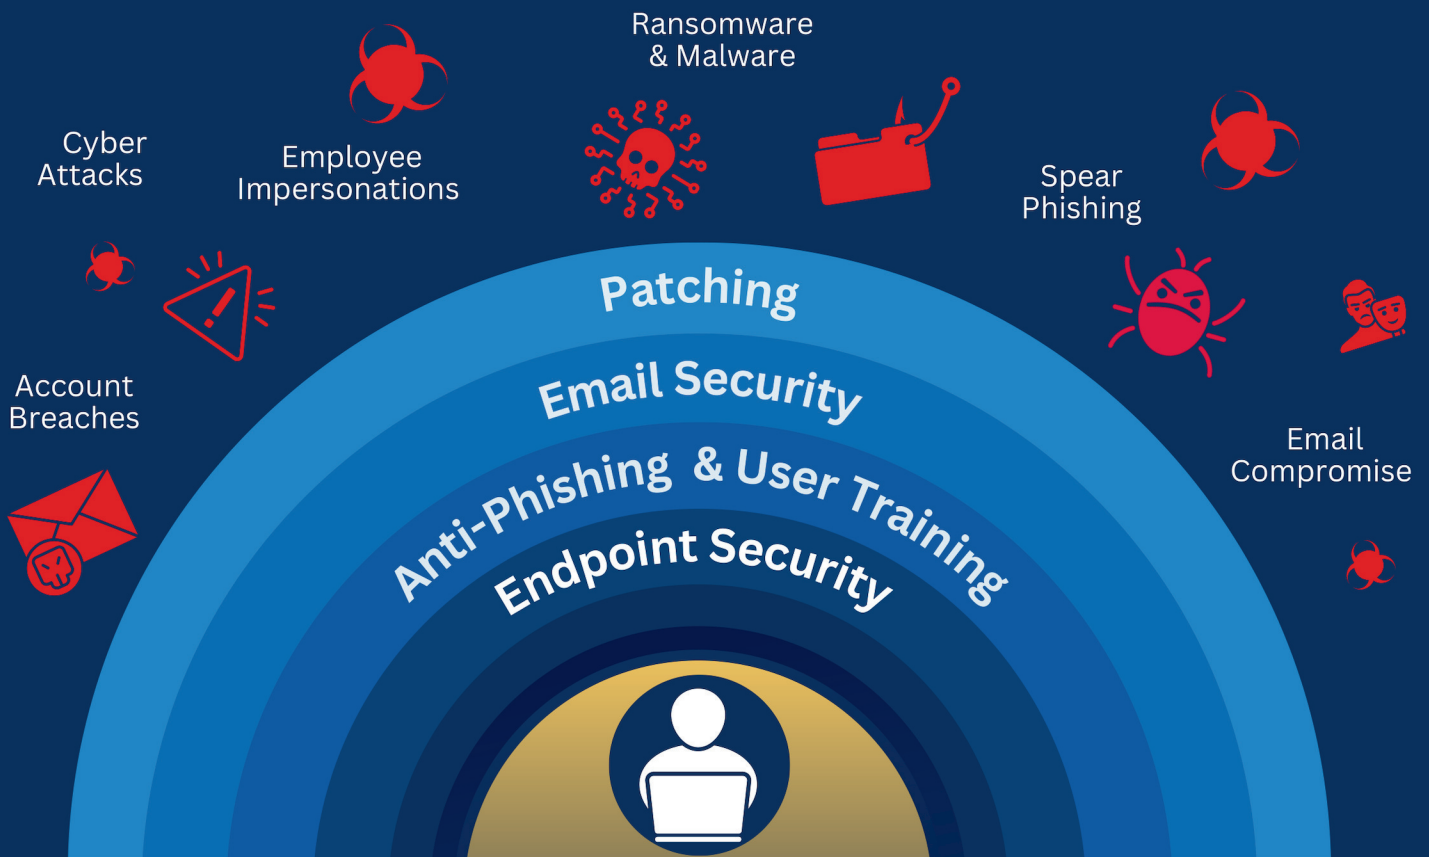 Ransomware
& Malware
Cyber
Attacks
Employee
Impersonations
Spear
Phishing
Account
Breaches
Email
Compromise
Patching
Email Security
Anti-Phishing & User Training
Endpoint Security